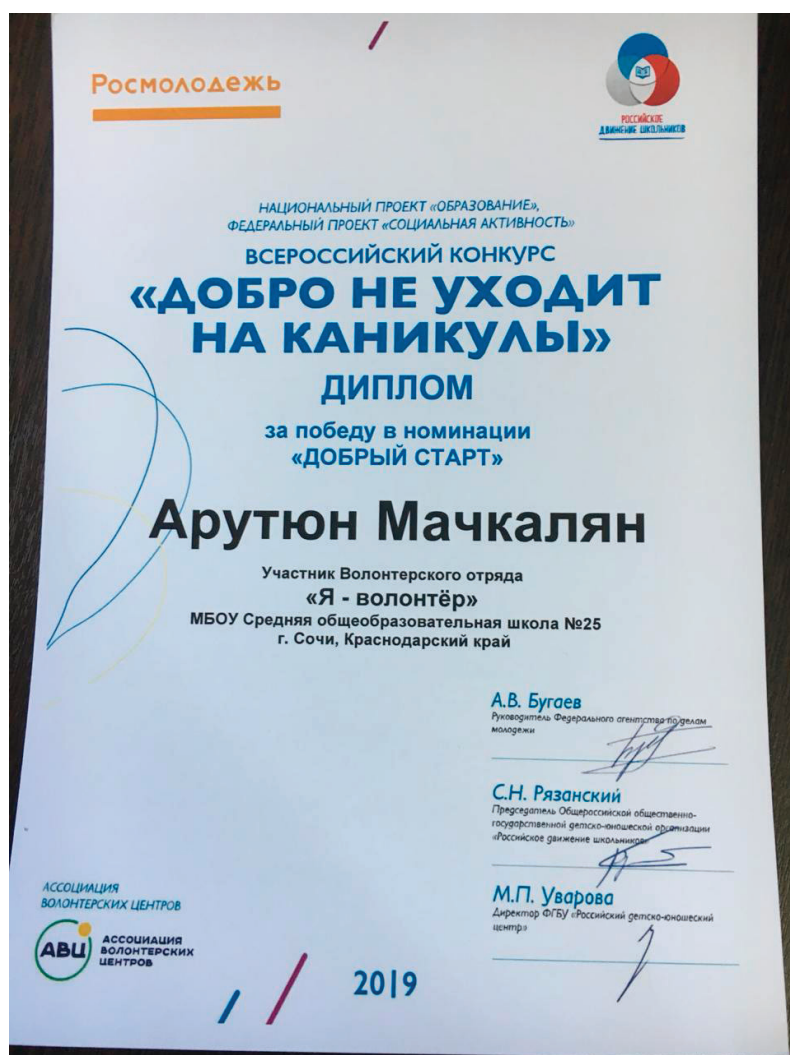 Росмолодежь
РОССИЙСКОЕ
ДВИЖЕНИЕ ШКОЛЬНИКОВ
НАЦИОНАЛЬНЫЙ ПРОЕКТ «ОБРАЗОВАНИЕ»,
ФЕДЕРАЛЬНЫЙ ПРОЕКТ «СОЦИАЛЬНАЯ АКТИВНОСТЬ»
ВСЕРОССИЙСКИЙ КОНКУРС
«ДОБРО НЕ УХОДИТ
НА КАНИКУЛЫ»
ДИПЛОМ
за победу в номинации
«ДОБРЫЙ СТАРТ»
Арутюн Мачкалян
Участник Волонтерского отряда
«Я - волонтёр»
МБОУ Средняя общеобразовательная школа №25
г. Сочи, Краснодарский край
А.В. Бугаев
Руководитель Федерального агентства по делам
молодежи
С.Н. Рязанский
Председатель Общероссийской общественно-
государственной детско-юношеской организации
«Российское движение школьников»
М.П. Уварова
Директор ФГБУ «Российский детско-юношеский
центр»
АССОЦИАЦИЯ
ВОЛОНТЕРСКИХ ЦЕНТРОВ
АВЦ
АССОЦИАЦИЯ
ВОЛОНТЕРСКИХ
ЦЕНТРОВ
2019